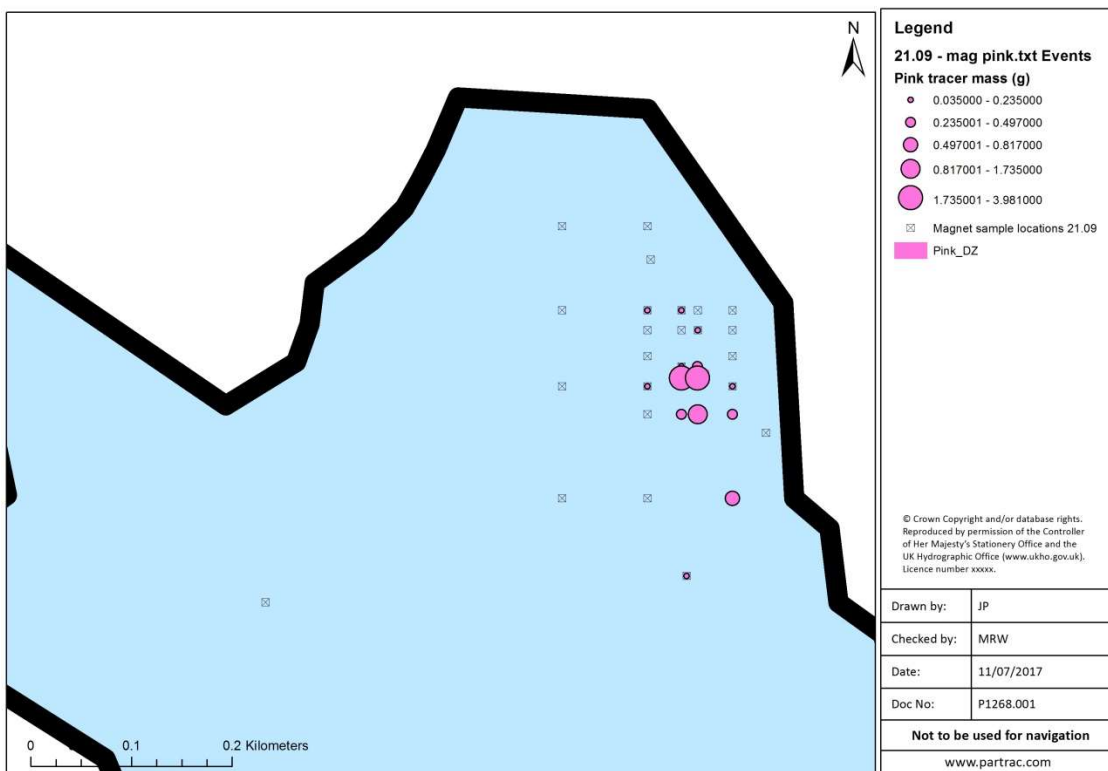 N
0 0.1 0.2 Kilometers
Legend
21.09 - mag pink.txt Events
Pink tracer mass (g)
0.035000 - 0.235000
0.235001 - 0.497000
0.497001 - 0.817000
0.817001 - 1.735000
1.735001 - 3.981000
Magnet sample locations 21.09
Pink_DZ
© Crown Copyright and/or database rights.
Reproduced by permission of the Controller
of Her Majesty's Stationery Office and the
UK Hydrographic Office (www.ukho.gov.uk).
Licence number xxxxx.
Drawn by: JP
Checked by: MRW
Date: 11/07/2017
Doc No: P1268.001
Not to be used for navigation
www.partrac.com